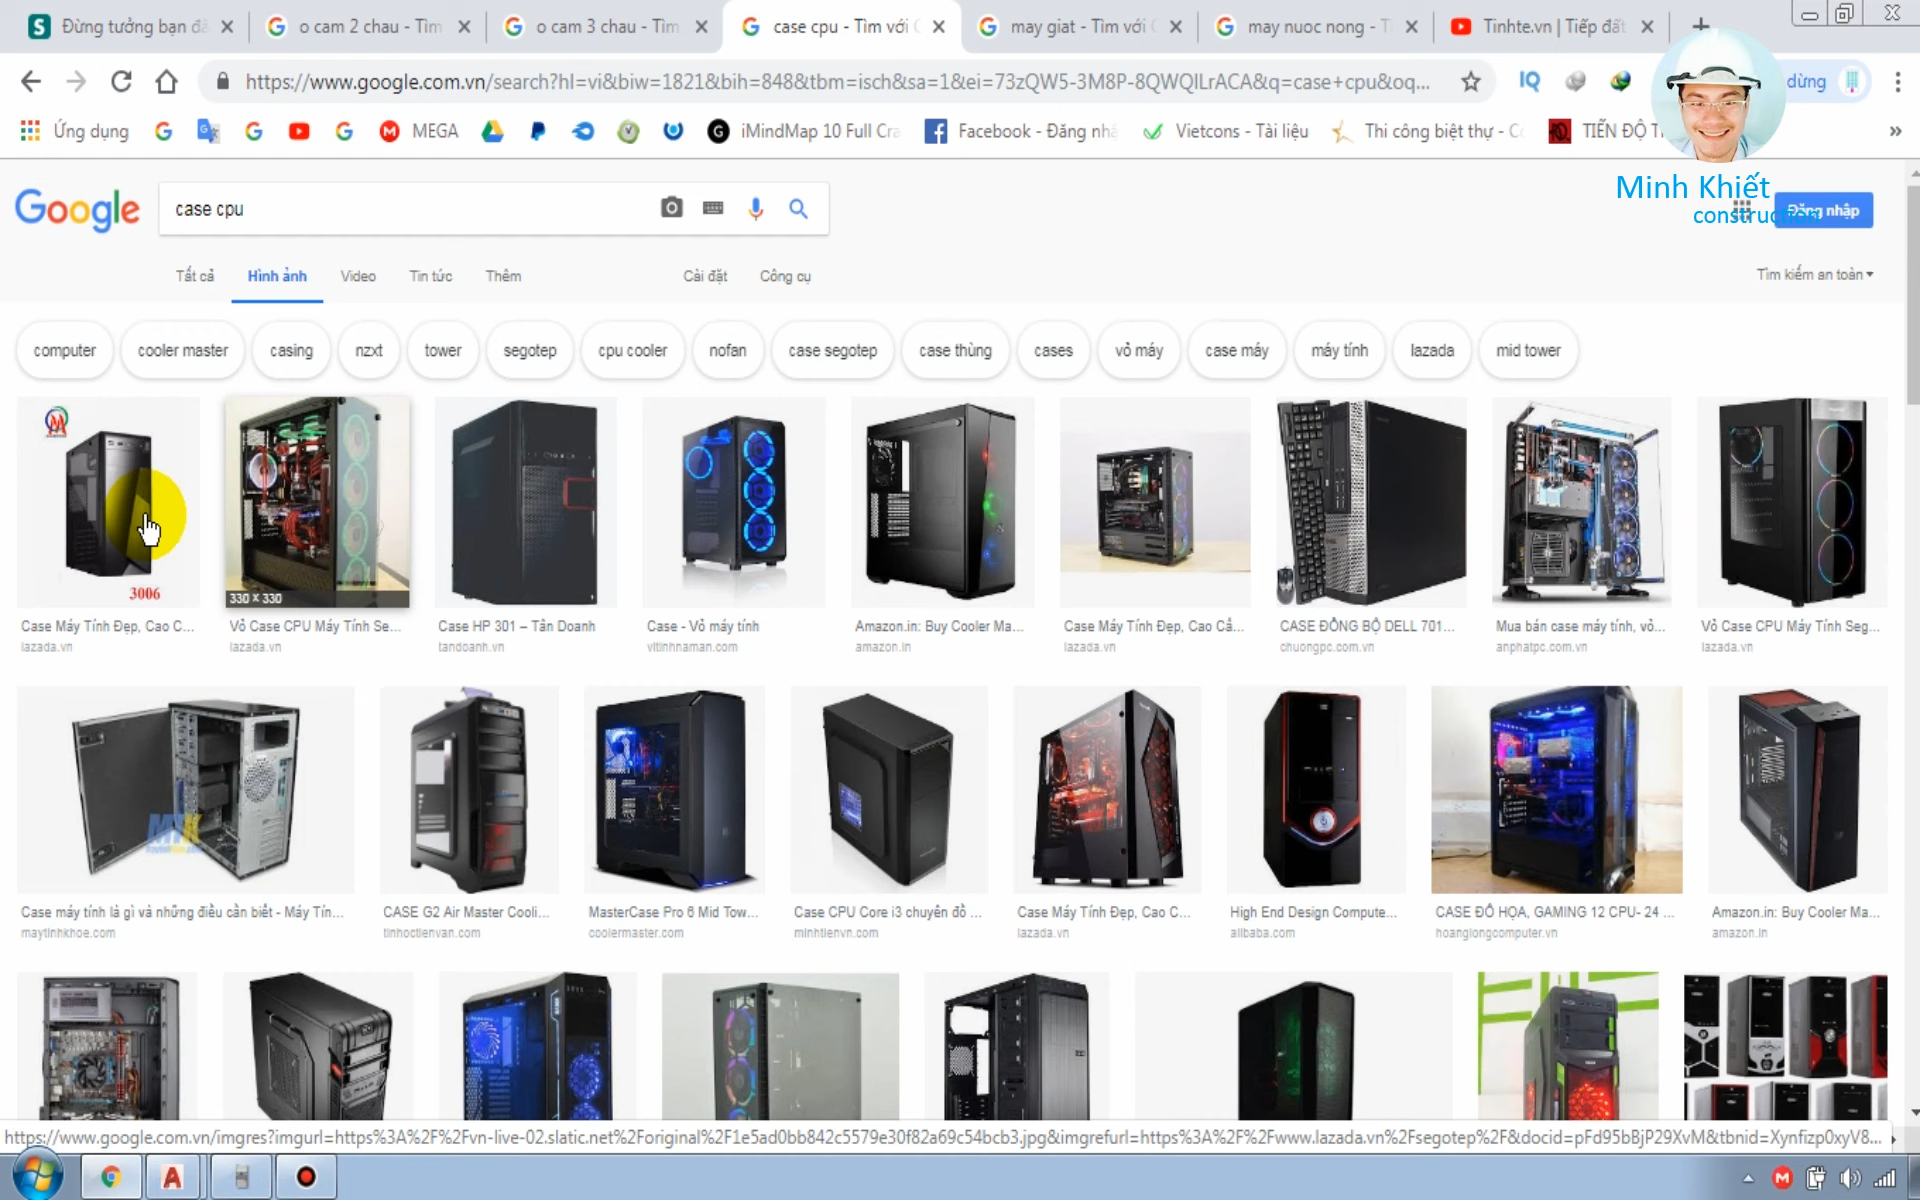 Đừng tưởng bạn đã
o cam 2 chau - Tìm
o cam 3 chau - Tìm
case cpu - Tìm với
may giat - Tìm với
may nuoc nong - T
Tinhte.vn | Tiếp đất
https://www.google.com.vn/search?hl=vi&biw=1821&bih=848&tbm=isch&sa=1&ei=73zQW5-3M8P-8QWQILrACA&q=case+cpu&oq...
dừng
Ứng dụng
MEGA
iMindMap 10 Full Cra
Facebook - Đăng nhậ
Vietcons - Tài liệu
Thi công biệt thự - Cô
TIẾN ĐỘ T
Minh Khiết
construction
Google
case cpu
Đăng nhập
Tất cả
Hình ảnh
Video
Tin tức
Thêm
Cài đặt
Công cụ
Tìm kiếm an toàn
computer
cooler master
casing
nzxt
tower
segotep
cpu cooler
nofan
case segotep
case thùng
cases
vỏ máy
case máy
máy tính
lazada
mid tower
3006
330 × 330
Case Máy Tính Đẹp, Cao C...
lazada.vn
Vỏ Case CPU Máy Tính Se...
lazada.vn
Case HP 301 – Tân Doanh
tandoanh.vn
Case - Vỏ máy tính
vitinhnaman.com
Amazon.in: Buy Cooler Ma...
amazon.in
Case Máy Tính Đẹp, Cao Cấ...
lazada.vn
CASE ĐỒNG BỘ DELL 701...
chuongpc.com.vn
Mua bán case máy tính, vỏ...
anphatpc.com.vn
Vỏ Case CPU Máy Tính Seg...
lazada.vn
Case máy tính là gì và những điều cần biết - Máy Tín...
maytinhkhoe.com
CASE G2 Air Master Cooli...
tinhoctienvan.com
MasterCase Pro 6 Mid Tow...
coolermaster.com
Case CPU Core i3 chuyên đồ ...
minhtienvn.com
Case Máy Tính Đẹp, Cao C...
lazada.vn
High End Design Compute...
alibaba.com
CASE ĐỒ HỌA, GAMING 12 CPU- 24 ...
hoanglongcomputer.vn
Amazon.in: Buy Cooler Ma...
amazon.in
https://www.google.com.vn/imgres?imgurl=https%3A%2F%2Fvn-live-02.slatic.net%2Foriginal%2F1e5ad0bb842c5579e30f82a69c54bcb3.jpg&imgrefurl=https%3A%2F%2Fwww.lazada.vn%2Fsegotep%2F&docid=pFd95bBjP29XvM&tbnid=Xynfizp0xyV8...